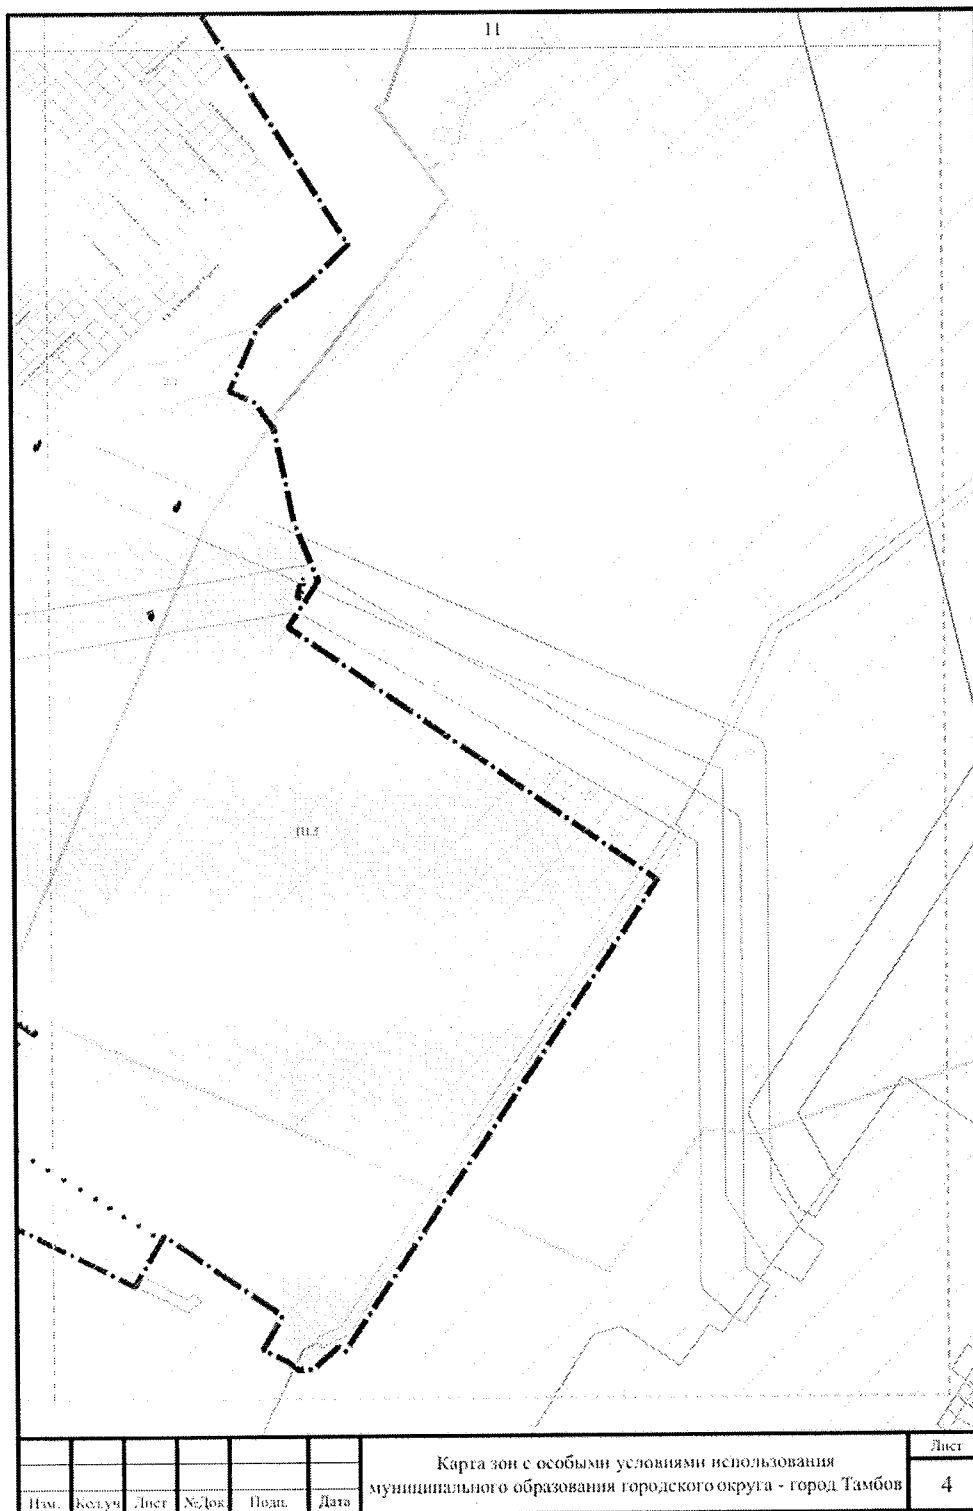 11
Карта зон с особыми условиями использования
муниципального образования городского округа - город Тамбов
Лист
4
Изм. Кол.уч Лист №Док Подп. Дата